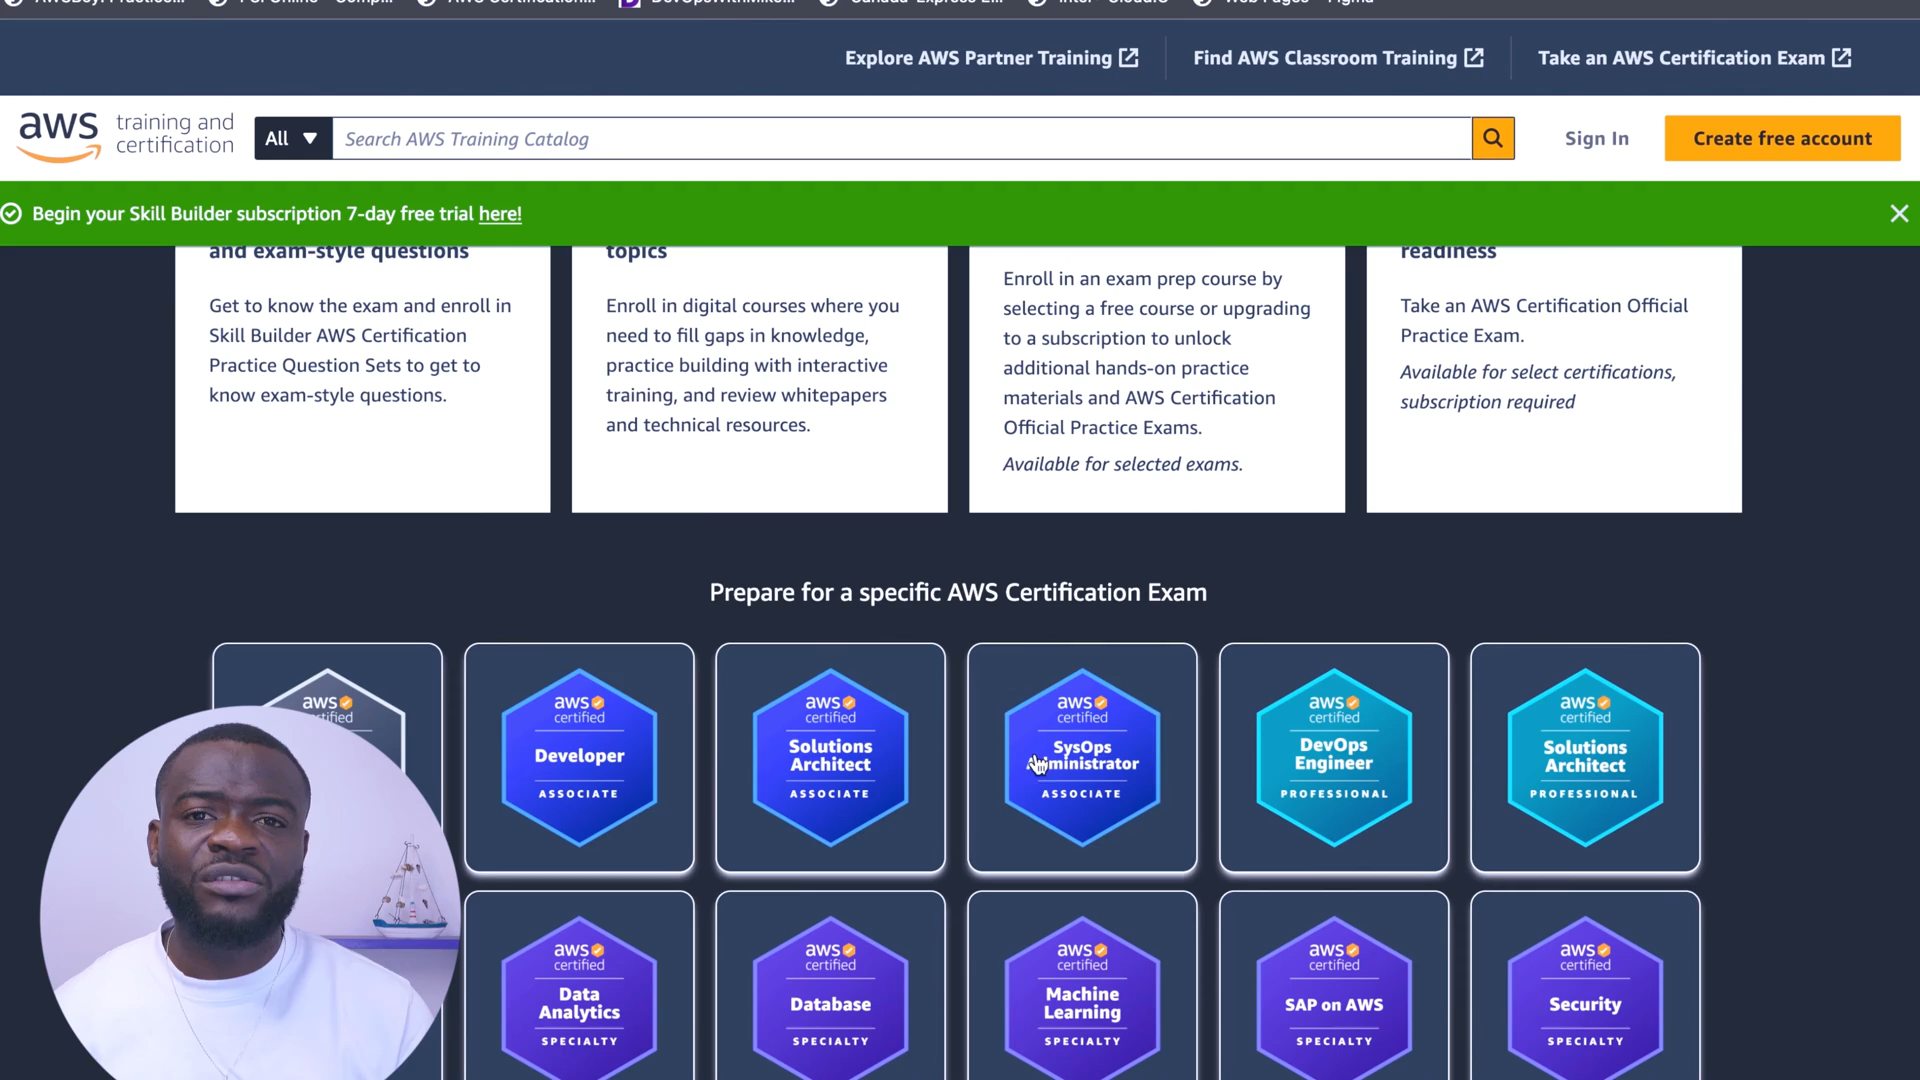 Explore AWS Partner Training
Find AWS Classroom Training
Take an AWS Certification Exam
aws training and certification
All
Search AWS Training Catalog
Sign In
Create free account
Begin your Skill Builder subscription 7-day free trial here!
and exam-style questions
Get to know the exam and enroll in
Skill Builder AWS Certification
Practice Question Sets to get to
know exam-style questions.
topics
Enroll in digital courses where you
need to fill gaps in knowledge,
practice building with interactive
training, and review whitepapers
and technical resources.
Enroll in an exam prep course by
selecting a free course or upgrading
to a subscription to unlock
additional hands-on practice
materials and AWS Certification
Official Practice Exams.
Available for selected exams.
readiness
Take an AWS Certification Official
Practice Exam.
Available for select certifications,
subscription required
Prepare for a specific AWS Certification Exam
aws
aws
certified
Developer
ASSOCIATE
aws
certified
Solutions
Architect
ASSOCIATE
aws
certified
SysOps
ministrator
ASSOCIATE
aws
certified
DevOps
Engineer
PROFESSIONAL
aws
certified
Solutions
Architect
PROFESSIONAL
aws
certified
Data
Analytics
SPECIALTY
aws
certified
Database
SPECIALTY
aws
certified
Machine
Learning
SPECIALTY
aws
certified
SAP on AWS
SPECIALTY
aws
certified
Security
SPECIALTY